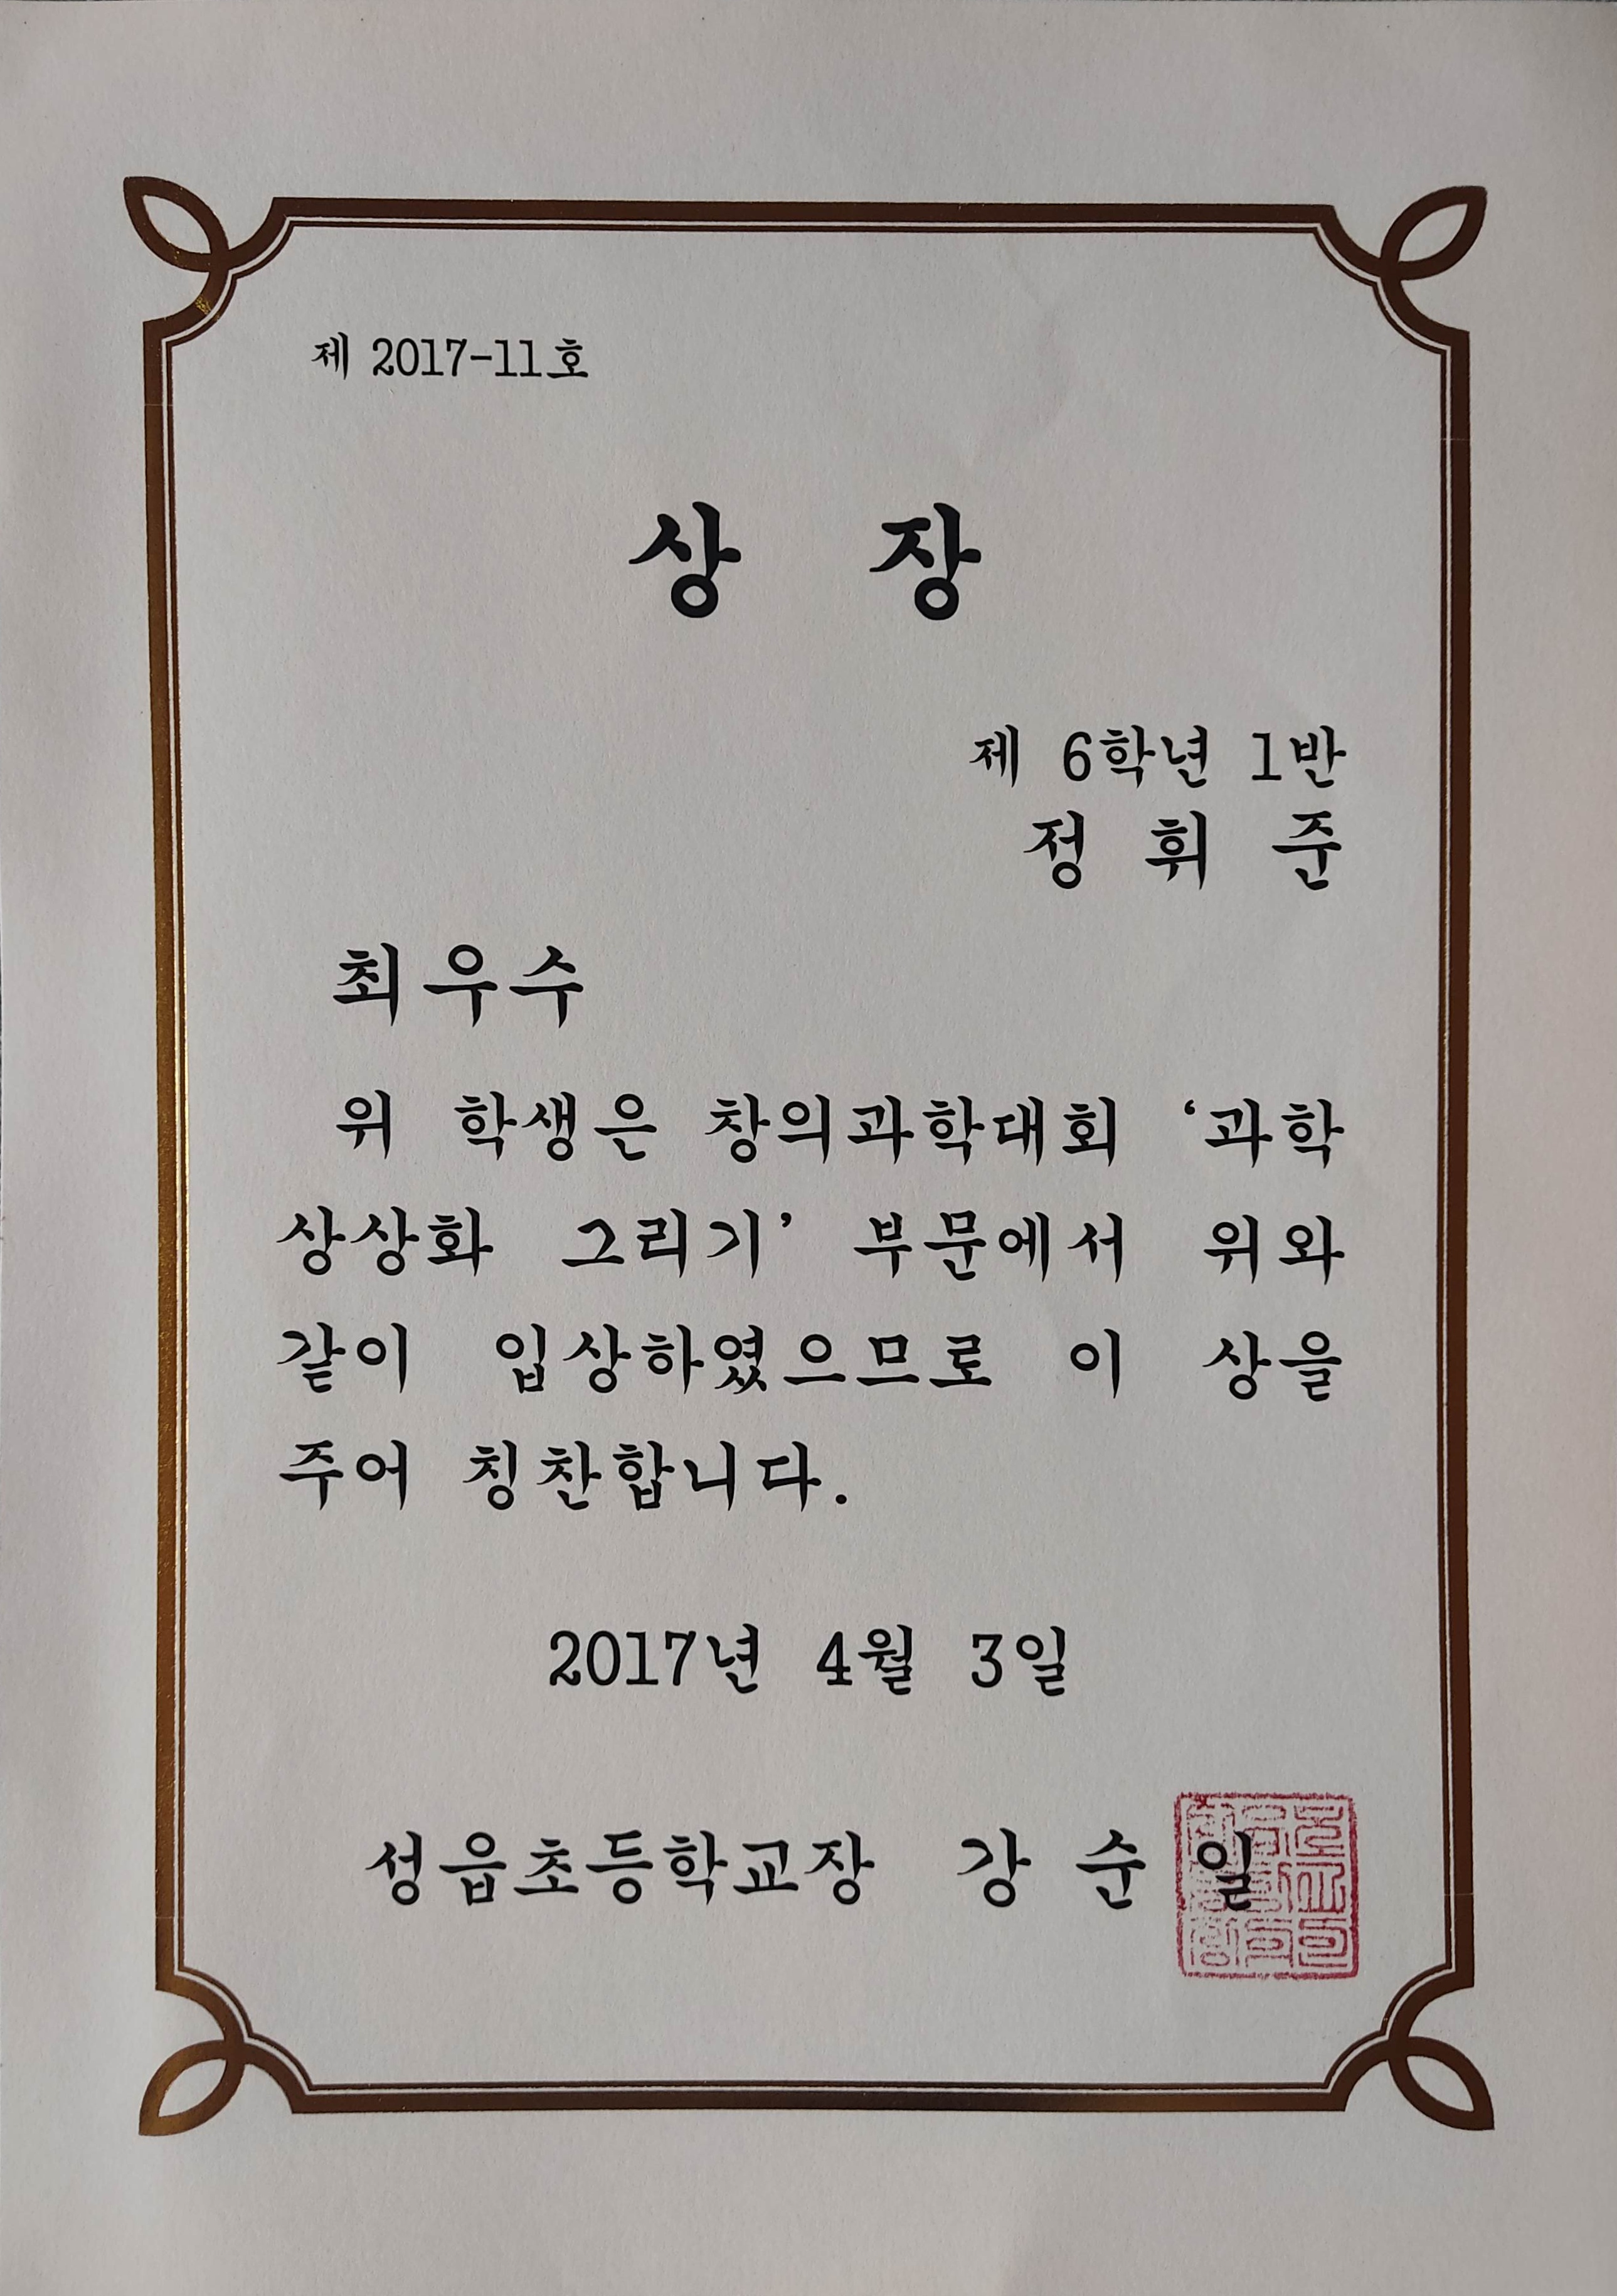 제 2017-11호
상 장
제 6학년 1반
정 휘 준
최우수
위 학생은 창의과학대회 ‘과학
상상화 그리기’ 부문에서 위와
같이 입상하였으므로 이 상을
주어 칭찬합니다.
2017년 4월 3일
성읍초등학교장 강 순 일